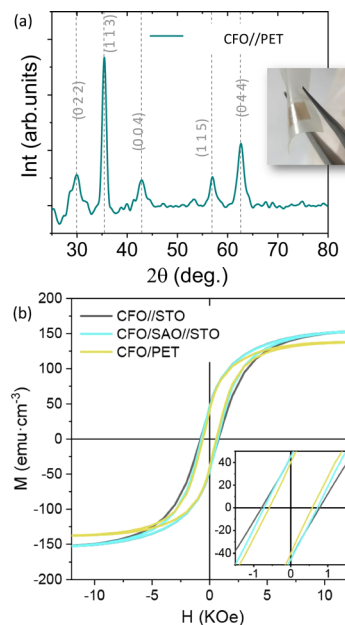 (a)
CFO//PET
(0 2 2)
(1 1 3)
(0 0 4)
(1 1 5)
(0 4 4)
Int (arb.units)
30 40 50 60 70 80
2θ (deg.)
(b)
200
150
100
50
0
-50
-100
-150
-200
CFO//STO
CFO/SAO//STO
CFO/PET
M (emu·cm-3)
40
20
0
-20
-40
-1 0 1
-10 -5 0 5 10
H (KOe)